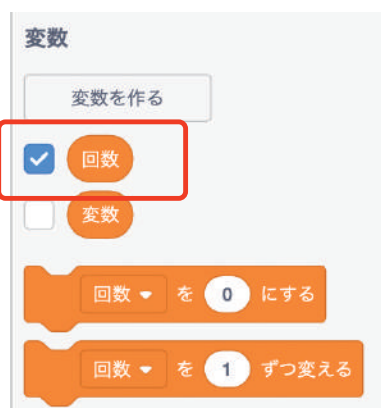 変数
変数を作る
回数
変数
回数 を 0 にする
回数 を 1 ずつ変える